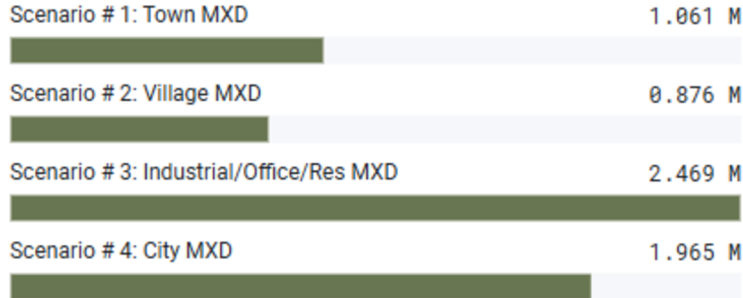 Scenario # 1: Town MXD 1.061 M
Scenario # 2: Village MXD 0.876 M
Scenario # 3: Industrial/Office/Res MXD 2.469 M
Scenario # 4: City MXD 1.965 M